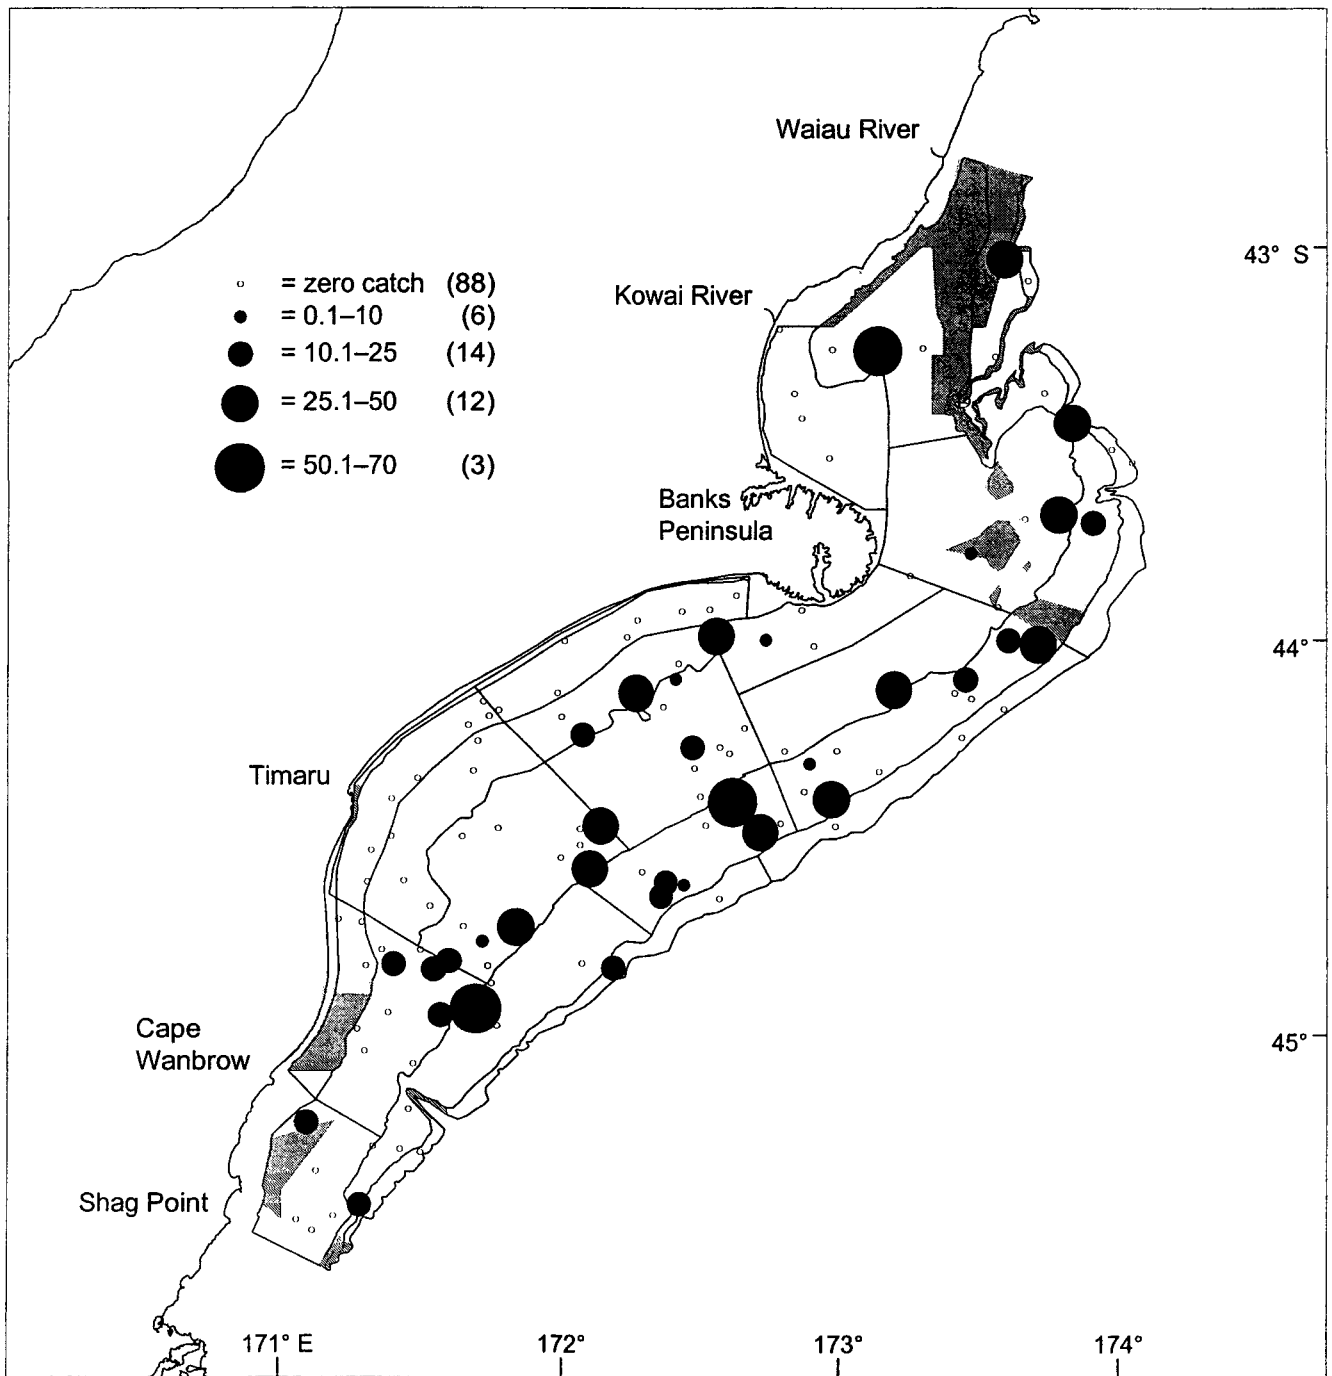 Waiau River
43° S
= zero catch (88)
Kowai River
= 0.1–10 (6)
= 10.1–25 (14)
= 25.1–50 (12)
= 50.1–70 (3)
Banks
Peninsula
44°
Timaru
Cape
Wanbrow
45°
Shag Point
171° E 172° 173° 174°